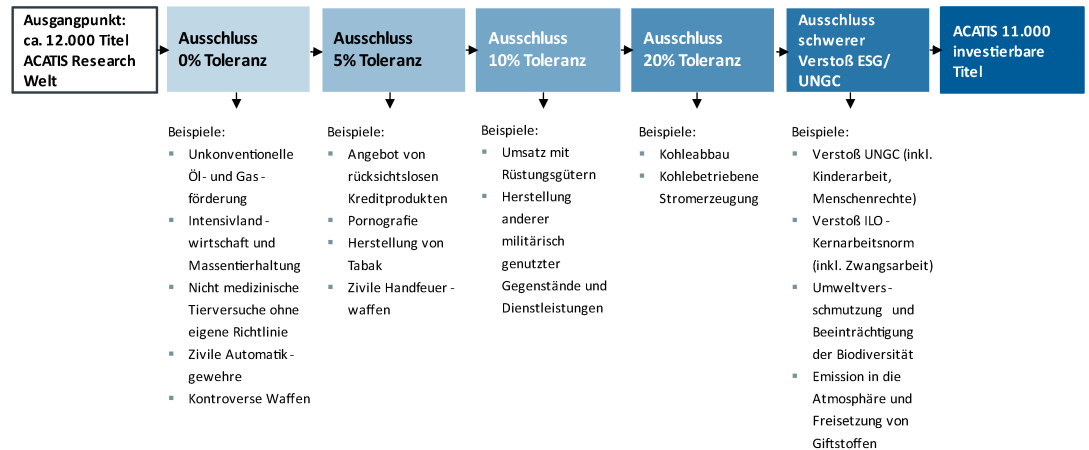 Ausgangpunkt:
ca. 12.000 Titel
ACATIS Research
Welt
Ausschluss
0% Toleranz
Ausschluss
5% Toleranz
Ausschluss
10% Toleranz
Ausschluss
20% Toleranz
Ausschluss
schwerer
Verstoß ESG/
UNGC
ACATIS 11.000
investierbare
Titel
Beispiele:
▪ Unkonventionelle
Öl- und Gas-
förderung
▪ Intensivland-
wirtschaft und
Massentierhaltung
▪ Nicht medizinische
Tierversuche ohne
eigene Richtlinie
▪ Zivile Automatik-
gewehre
▪ Kontroverse Waffen
Beispiele:
▪ Angebot von
rücksichtslosen
Kreditprodukten
▪ Pornografie
▪ Herstellung von
Tabak
▪ Zivile Handfeuer-
waffen
Beispiele:
▪ Umsatz mit
Rüstungsgütern
▪ Herstellung
anderer
militärisch
genutzter
Gegenstände und
Dienstleistungen
Beispiele:
▪ Kohleabbau
▪ Kohlebetriebene
Stromerzeugung
Beispiele:
▪ Verstoß UNGC (inkl.
Kinderarbeit,
Menschenrechte)
▪ Verstoß ILO-
Kernarbeitsnorm
(inkl. Zwangsarbeit)
▪ Umweltvers-
schmutzung und
Beeinträchtigung
der Biodiversität
▪ Emission in die
Atmosphäre und
Freisetzung von
Giftstoffen